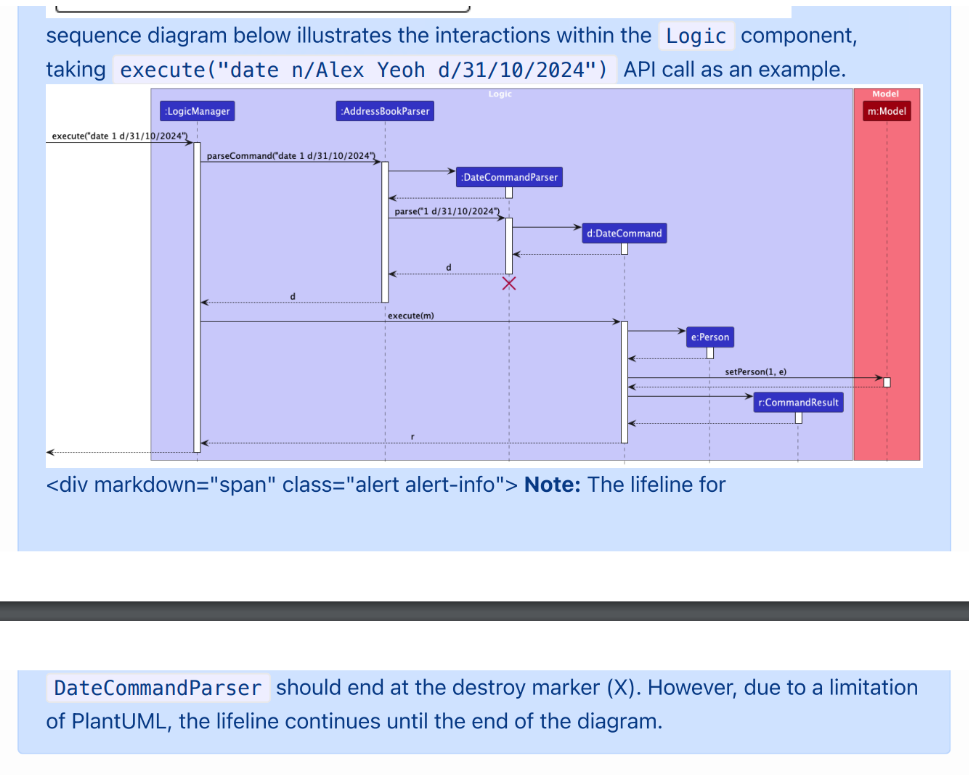 sequence diagram below illustrates the interactions within the Logic component,
taking execute("date n/Alex Yeoh d/31/10/2024") API call as an example.
Logic
Model
:LogicManager
:AddressBookParser
m:Model
execute("date 1 d/31/10/2024")
parseCommand("date 1 d/31/10/2024")
:DateCommandParser
parse("1 d/31/10/2024")
d:DateCommand
d
d
execute(m)
e:Person
setPerson(1, e)
r:CommandResult
r
<div markdown="span" class="alert alert-info"> Note: The lifeline for
DateCommandParser should end at the destroy marker (X). However, due to a limitation
of PlantUML, the lifeline continues until the end of the diagram.